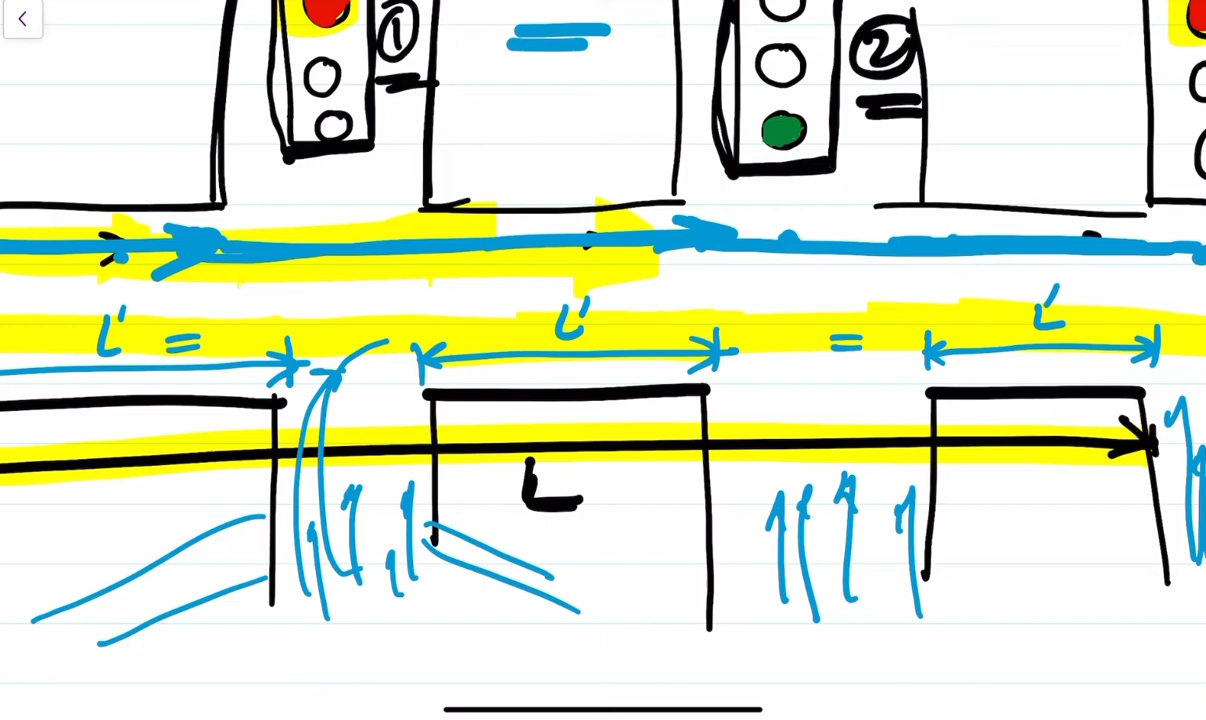 ① ②
L' = L' = L'
L